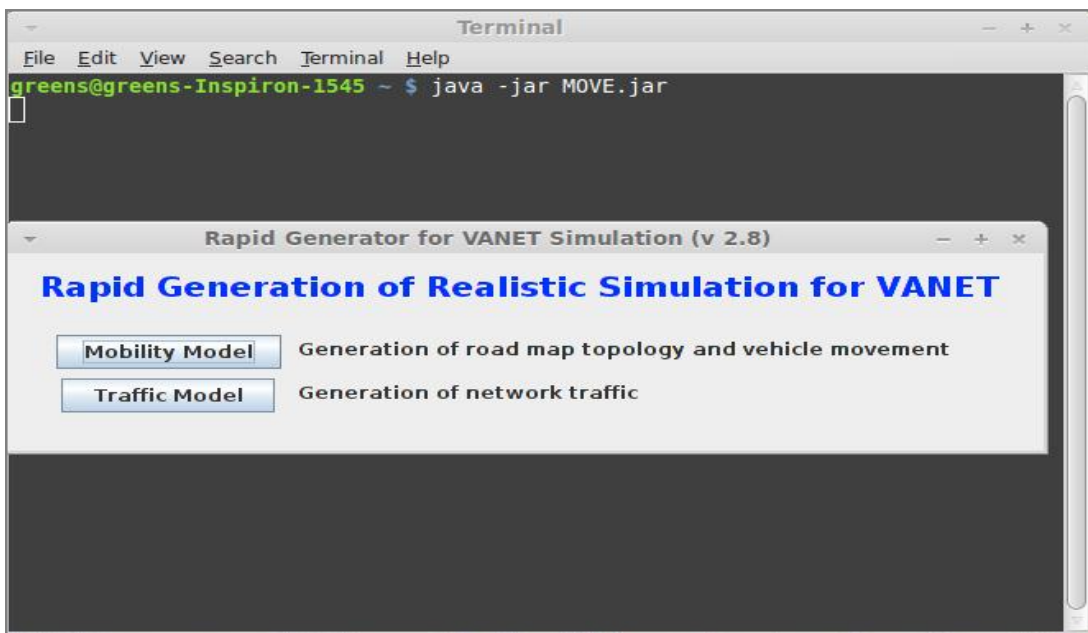 Terminal
File Edit View Search Terminal Help
greens@greens-Inspiron-1545 ~ $ java -jar MOVE.jar
Rapid Generator for VANET Simulation (v 2.8)
Rapid Generation of Realistic Simulation for VANET
Mobility Model Generation of road map topology and vehicle movement
Traffic Model Generation of network traffic